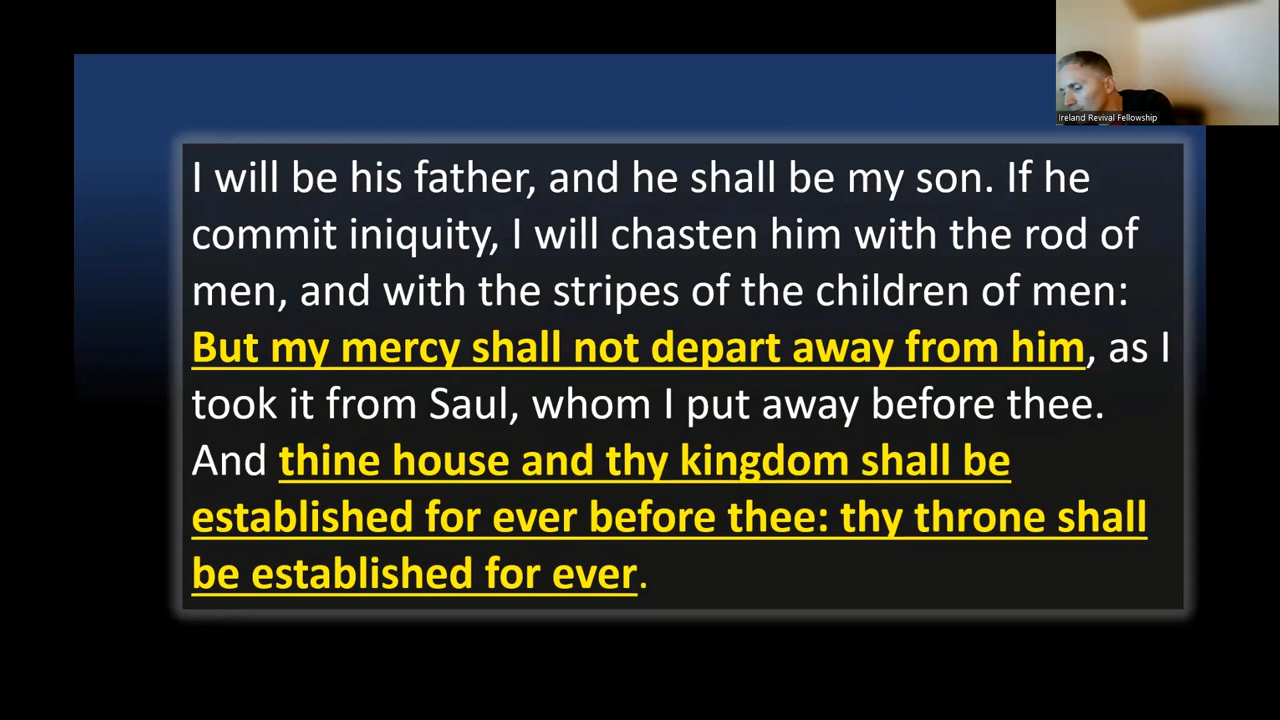 Ireland Revival Fellowship
I will be his father, and he shall be my son. If he
commit iniquity, I will chasten him with the rod of
men, and with the stripes of the children of men:
But my mercy shall not depart away from him, as I
took it from Saul, whom I put away before thee.
And thine house and thy kingdom shall be
established for ever before thee: thy throne shall
be established for ever.